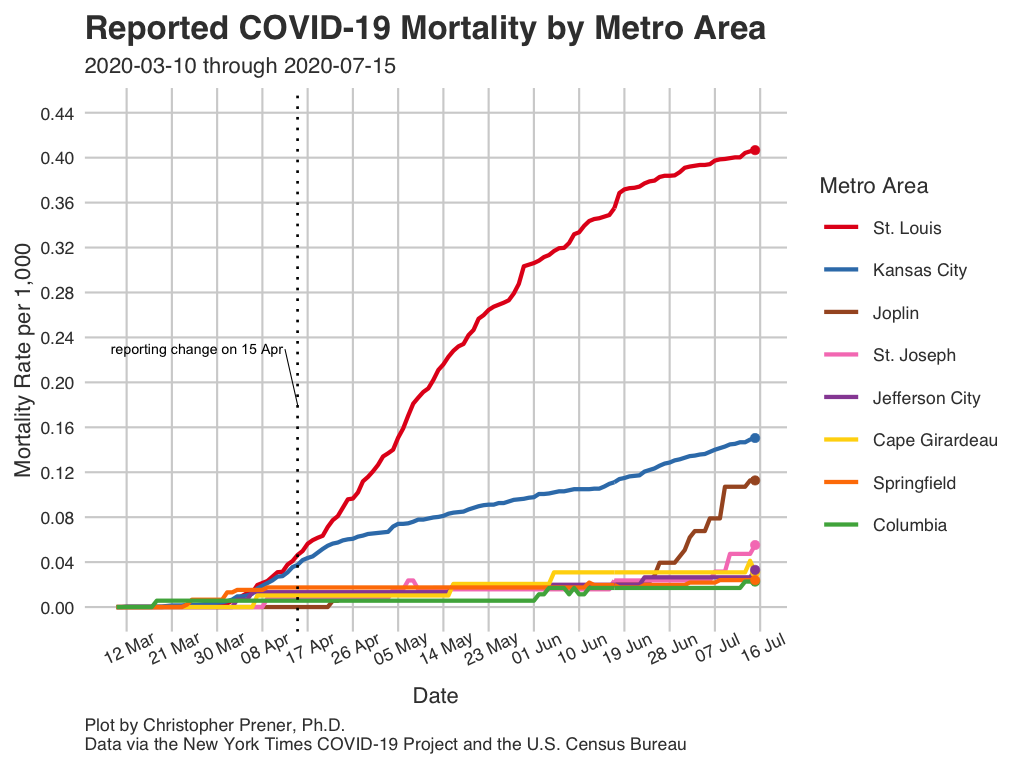 Reported COVID-19 Mortality by Metro Area
2020-03-10 through 2020-07-15
Mortality Rate per 1,000
0.44
0.40
0.36
0.32
0.28
0.24
0.20
0.16
0.12
0.08
0.04
0.00
reporting change on 15 Apr
12 Mar
21 Mar
30 Mar
08 Apr
17 Apr
26 Apr
05 May
14 May
23 May
01 Jun
10 Jun
19 Jun
28 Jun
07 Jul
16 Jul
Date
Metro Area
St. Louis
Kansas City
Joplin
St. Joseph
Jefferson City
Cape Girardeau
Springfield
Columbia
Plot by Christopher Prener, Ph.D.
Data via the New York Times COVID-19 Project and the U.S. Census Bureau